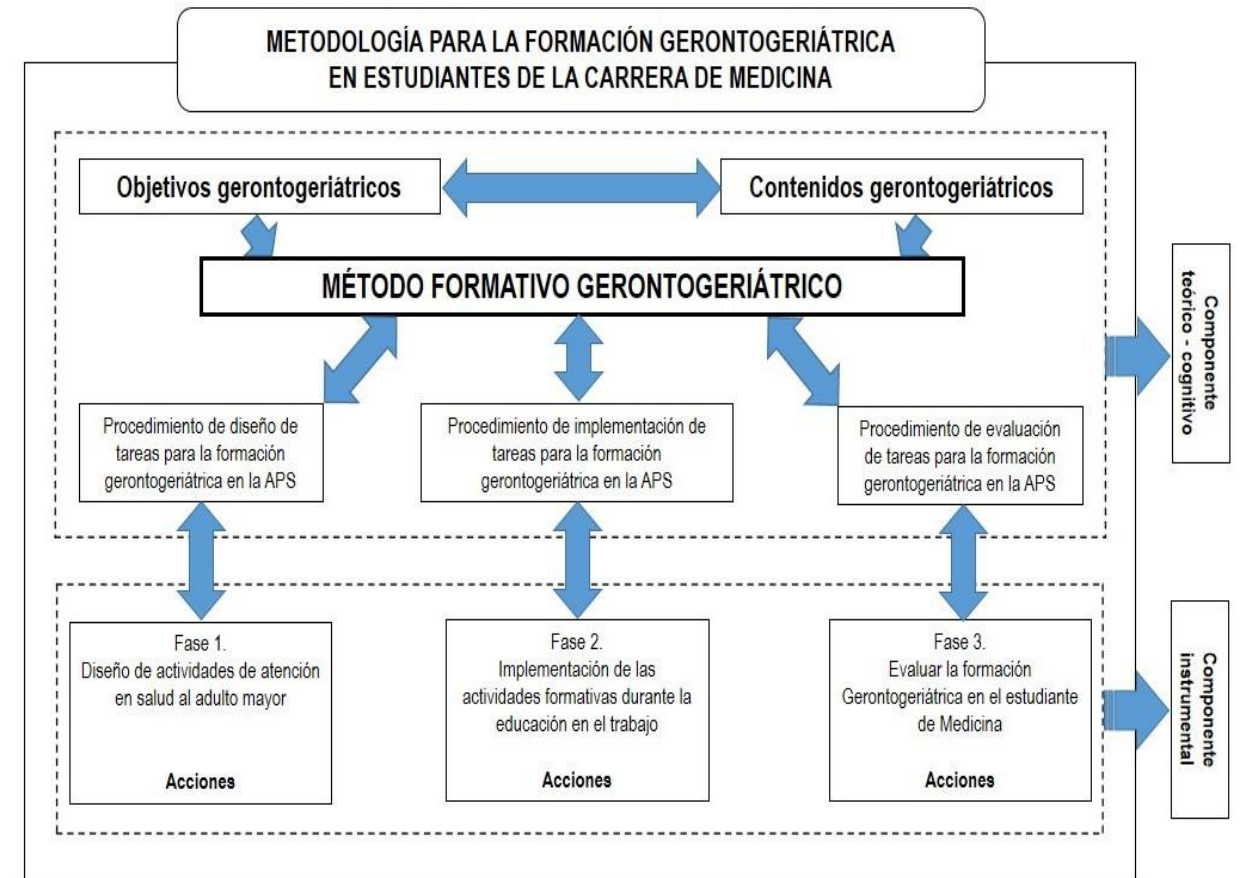 METODOLOGÍA PARA LA FORMACIÓN GERONTOGERIÁTRICA
EN ESTUDIANTES DE LA CARRERA DE MEDICINA
Objetivos gerontogeriátricos
Contenidos gerontogeriátricos
MÉTODO FORMATIVO GERONTOGERIÁTRICO
Procedimiento de diseño de
tareas para la formación
gerontogeriátrica en la APS
Procedimiento de implementación de
tareas para la formación
gerontogeriátrica en la APS
Procedimiento de evaluación
de tareas para la formación
gerontogeriátrica en la APS
Componente
teórico - cognitivo
Fase 1.
Diseño de actividades de atención
en salud al adulto mayor
Acciones
Fase 2.
Implementación de las
actividades formativas durante la
educación en el trabajo
Acciones
Fase 3.
Evaluar la formación
Gerontogeriátrica en el estudiante
de Medicina
Acciones
Componente
instrumental